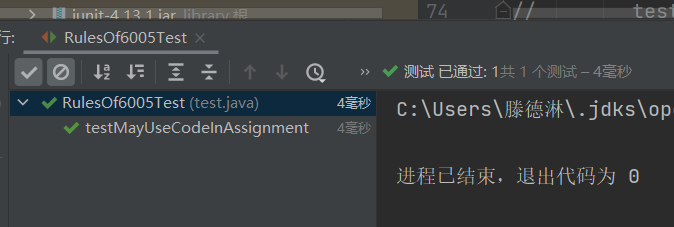 junit-4.13.1.jar library 根
74 // test
行: RulesOf6005Test ×
>> 测试 已通过: 1共 1 个测试 – 4毫秒
RulesOf6005Test (test.java) 4毫秒
testMayUseCodeInAssignment 4毫秒
C:\Users\滕德淋\.jdks\ope
进程已结束，退出代码为 0